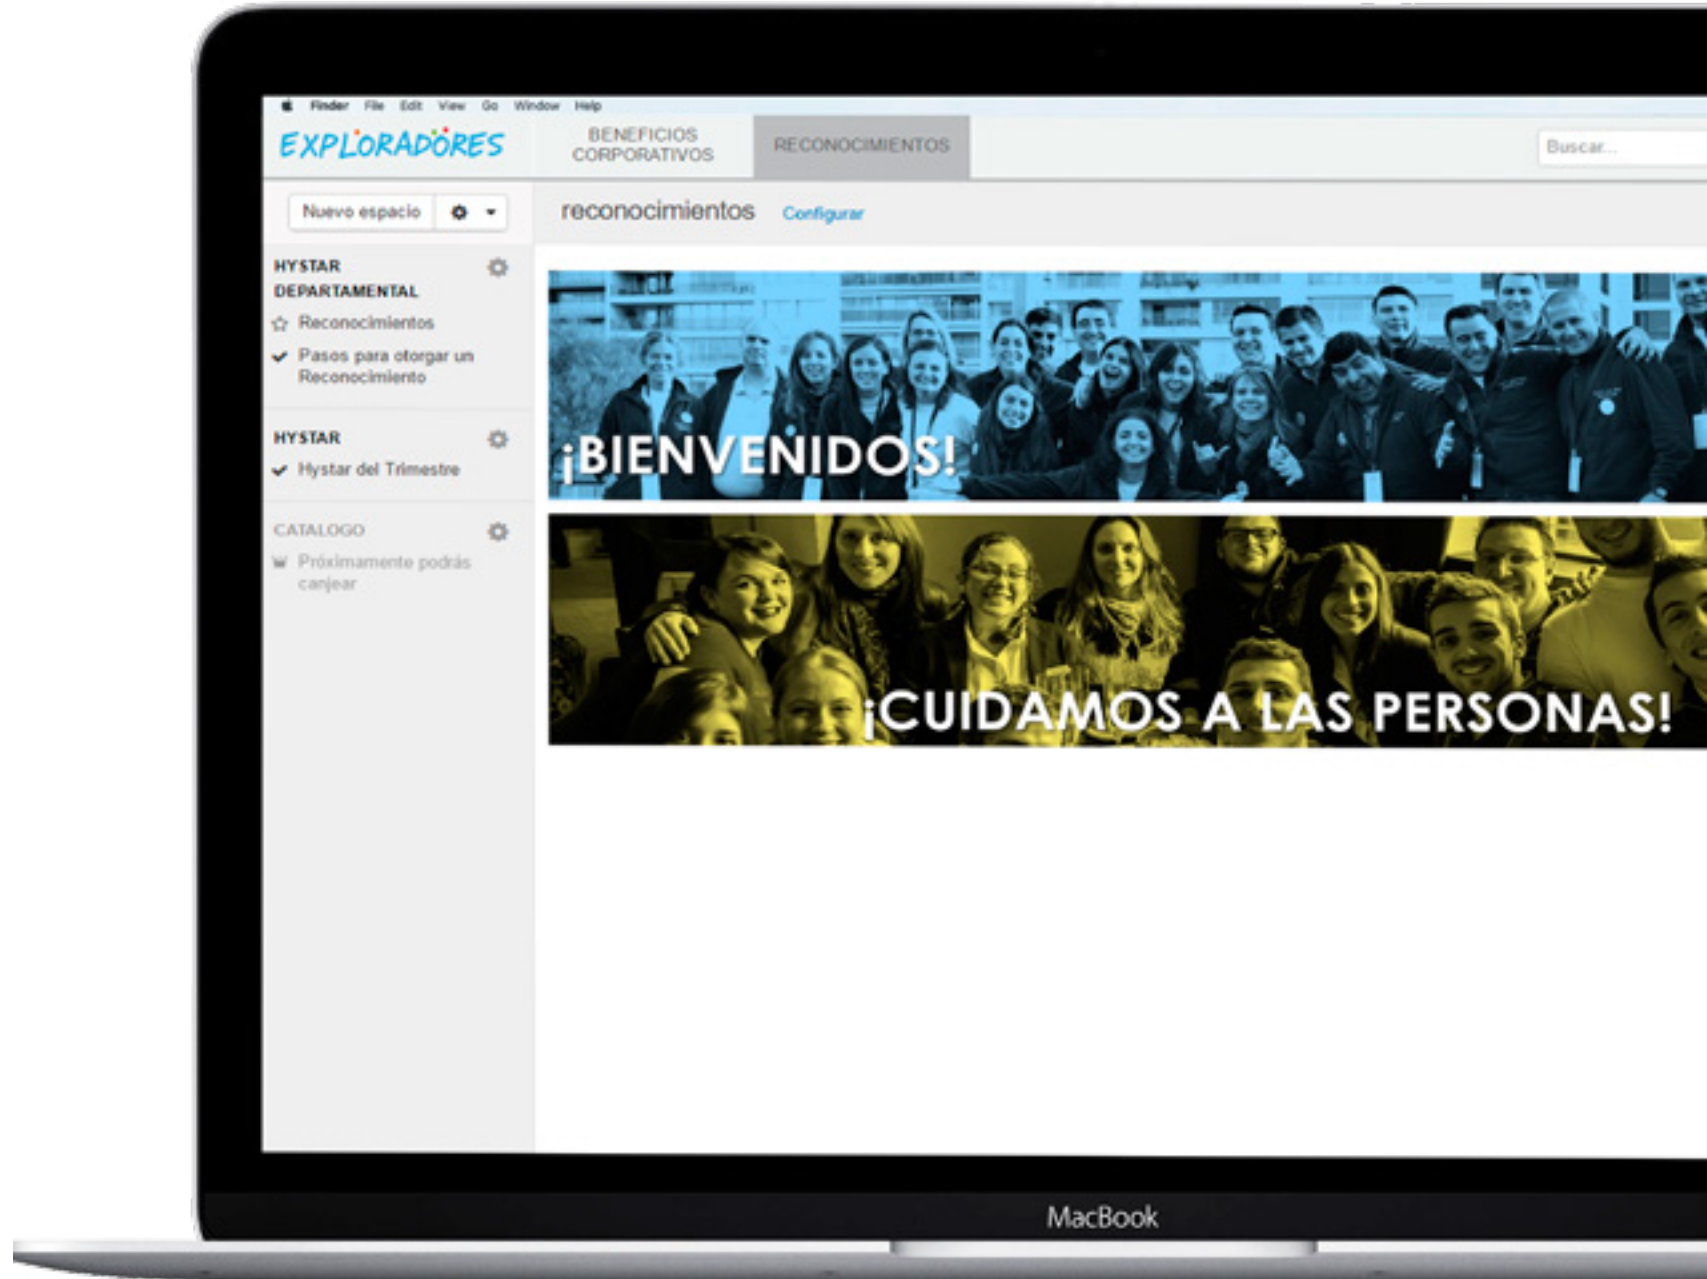 Finder File Edit View Go Window Help
EXPLORADORES
BENEFICIOS
CORPORATIVOS
RECONOCIMIENTOS
Buscar...
Nuevo espacio
reconocimientos Configurar
HYSTAR
DEPARTAMENTAL
Reconocimientos
Pasos para otorgar un
Reconocimiento
HYSTAR
Hystar del Trimestre
CATALOGO
Próximamente podrás
canjear
¡BIENVENIDOS!
¡CUIDAMOS A LAS PERSONAS!
MacBook